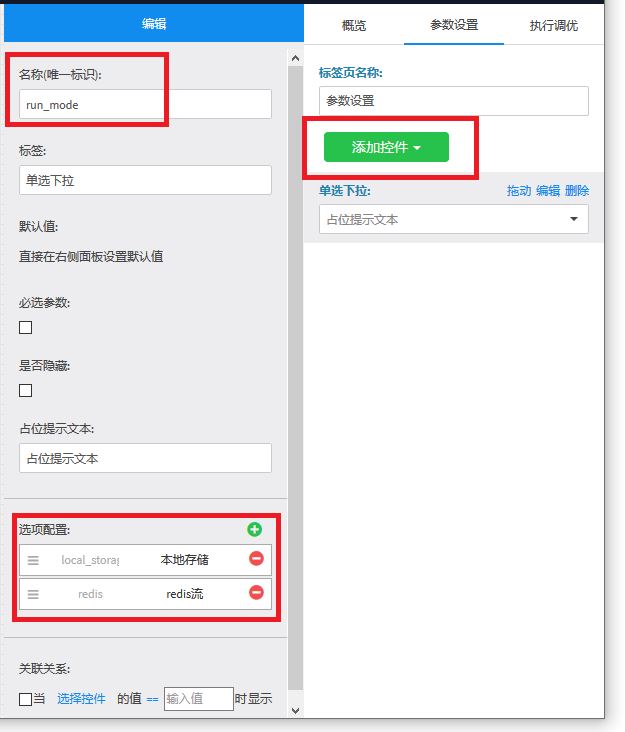 编辑
名称(唯一标识):
run_mode
标签:
单选下拉
默认值:
直接在右侧面板设置默认值
必选参数:
是否隐藏:
占位提示文本:
占位提示文本
选项配置:
local_storag 本地存储
redis redis流
关联关系:
当 选择控件 的值 == 输入值 时显示
概览 参数设置 执行调优
标签页名称:
参数设置
添加控件
单选下拉: 拖动 编辑 删除
占位提示文本